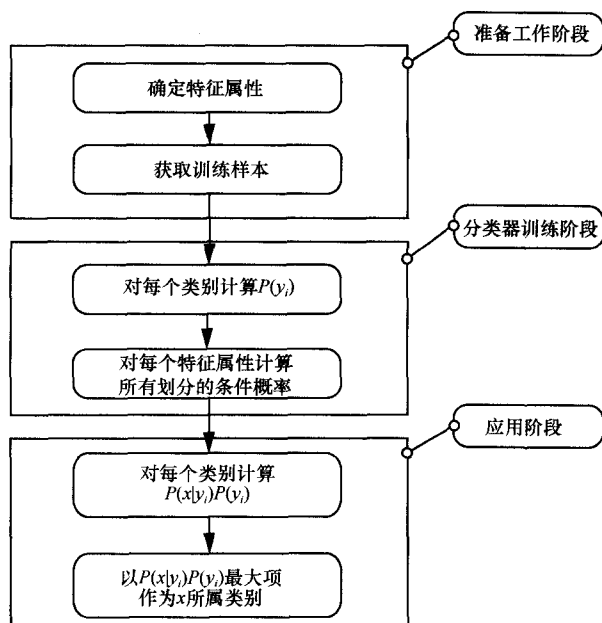 准备工作阶段
确定特征属性
获取训练样本
分类器训练阶段
对每个类别计算P(yᵢ)
对每个特征属性计算
所有划分的条件概率
应用阶段
对每个类别计算
P(x|yᵢ)P(yᵢ)
以P(x|yᵢ)P(yᵢ)最大项
作为x所属类别